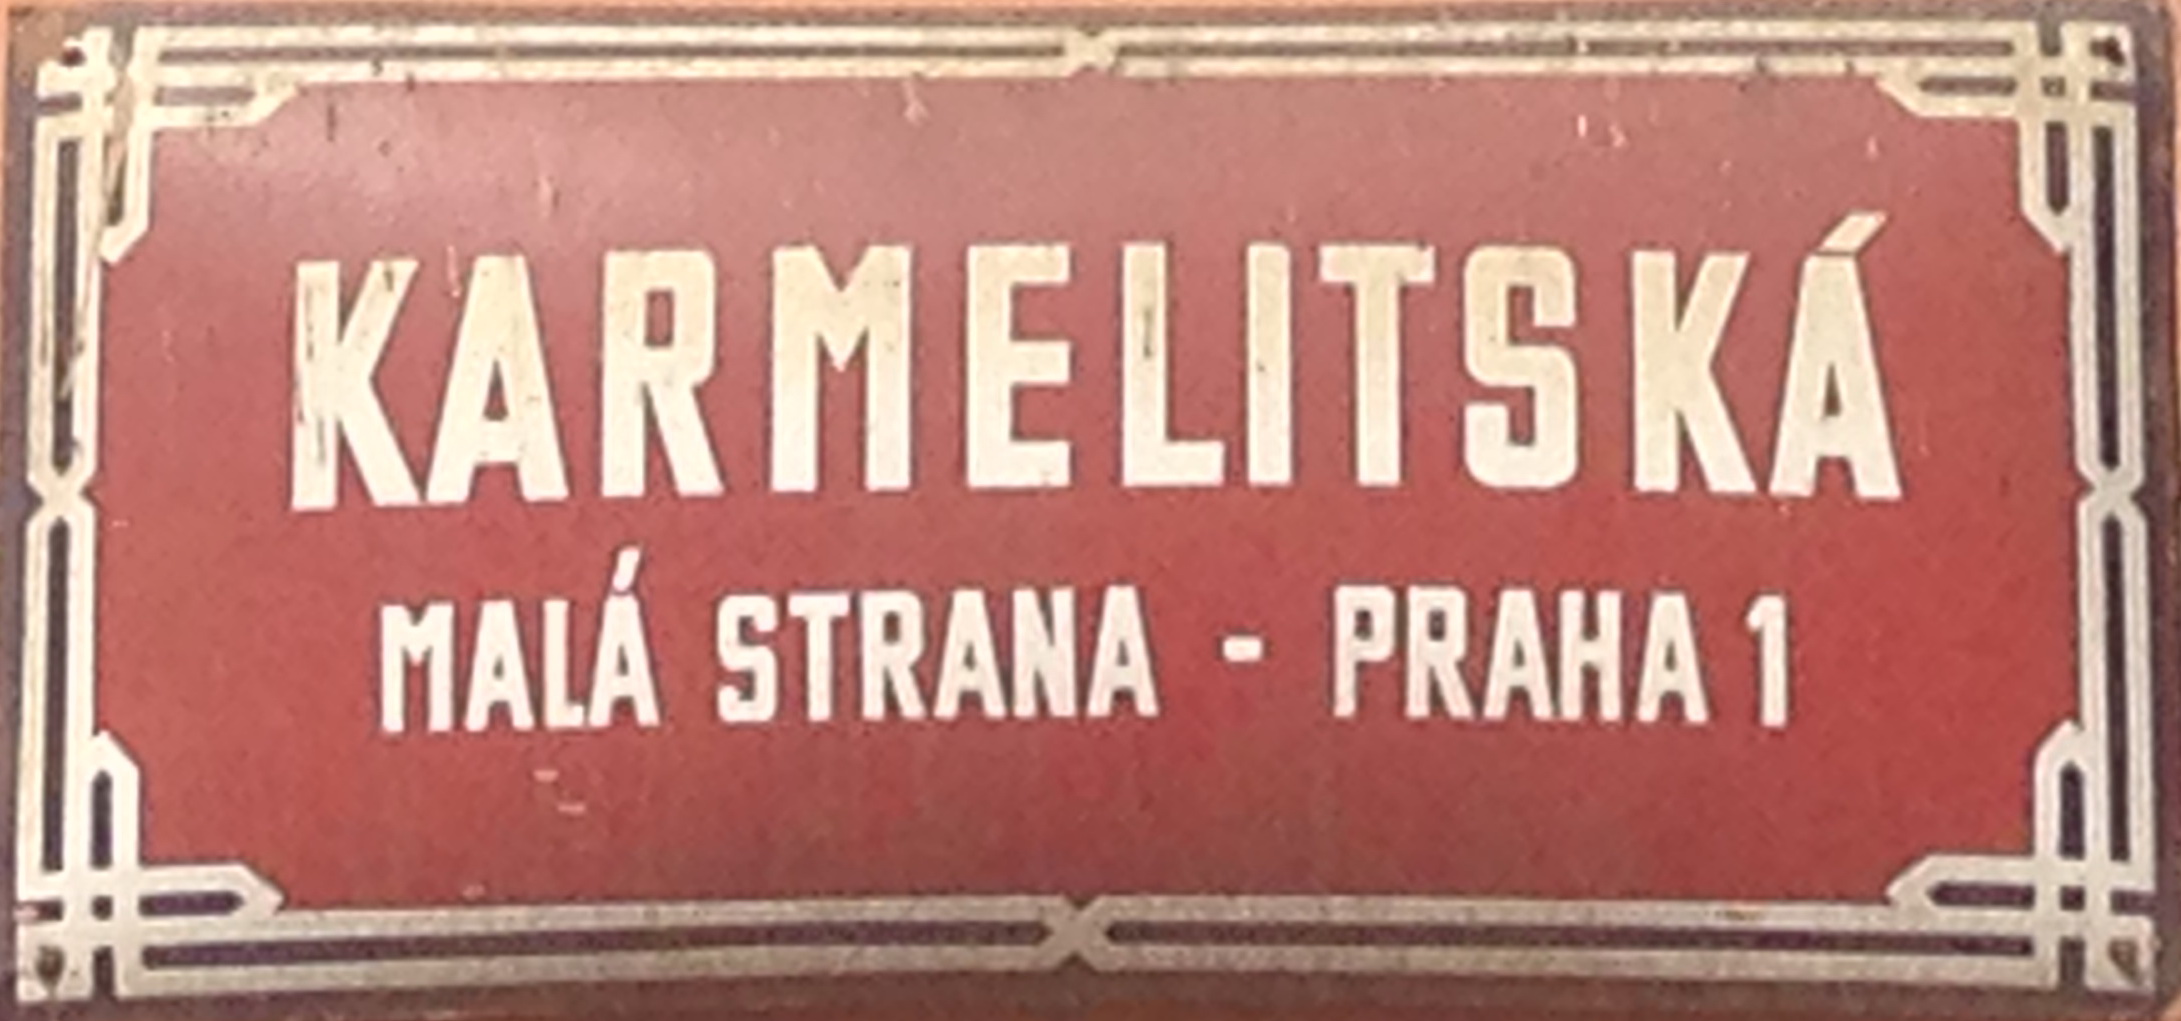 KARMELITSKÁ
MALÁ STRANA - PRAHA 1